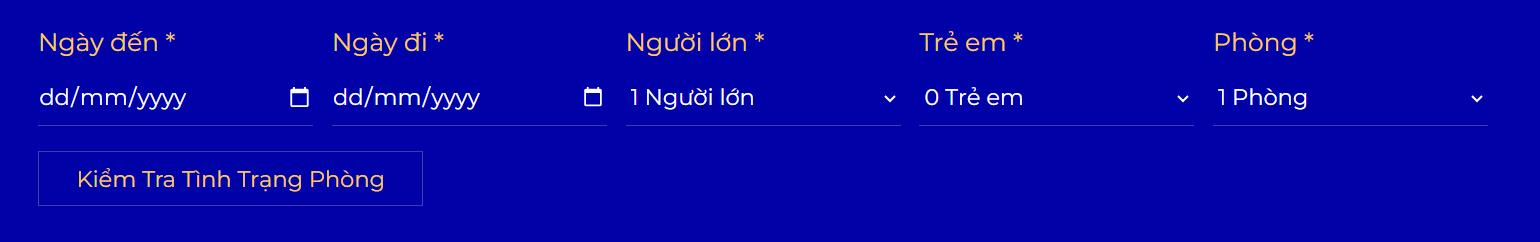 Ngày đến * Ngày đi * Người lớn * Trẻ em * Phòng *
dd/mm/yyyy dd/mm/yyyy 1 Người lớn 0 Trẻ em 1 Phòng
Kiểm Tra Tình Trạng Phòng